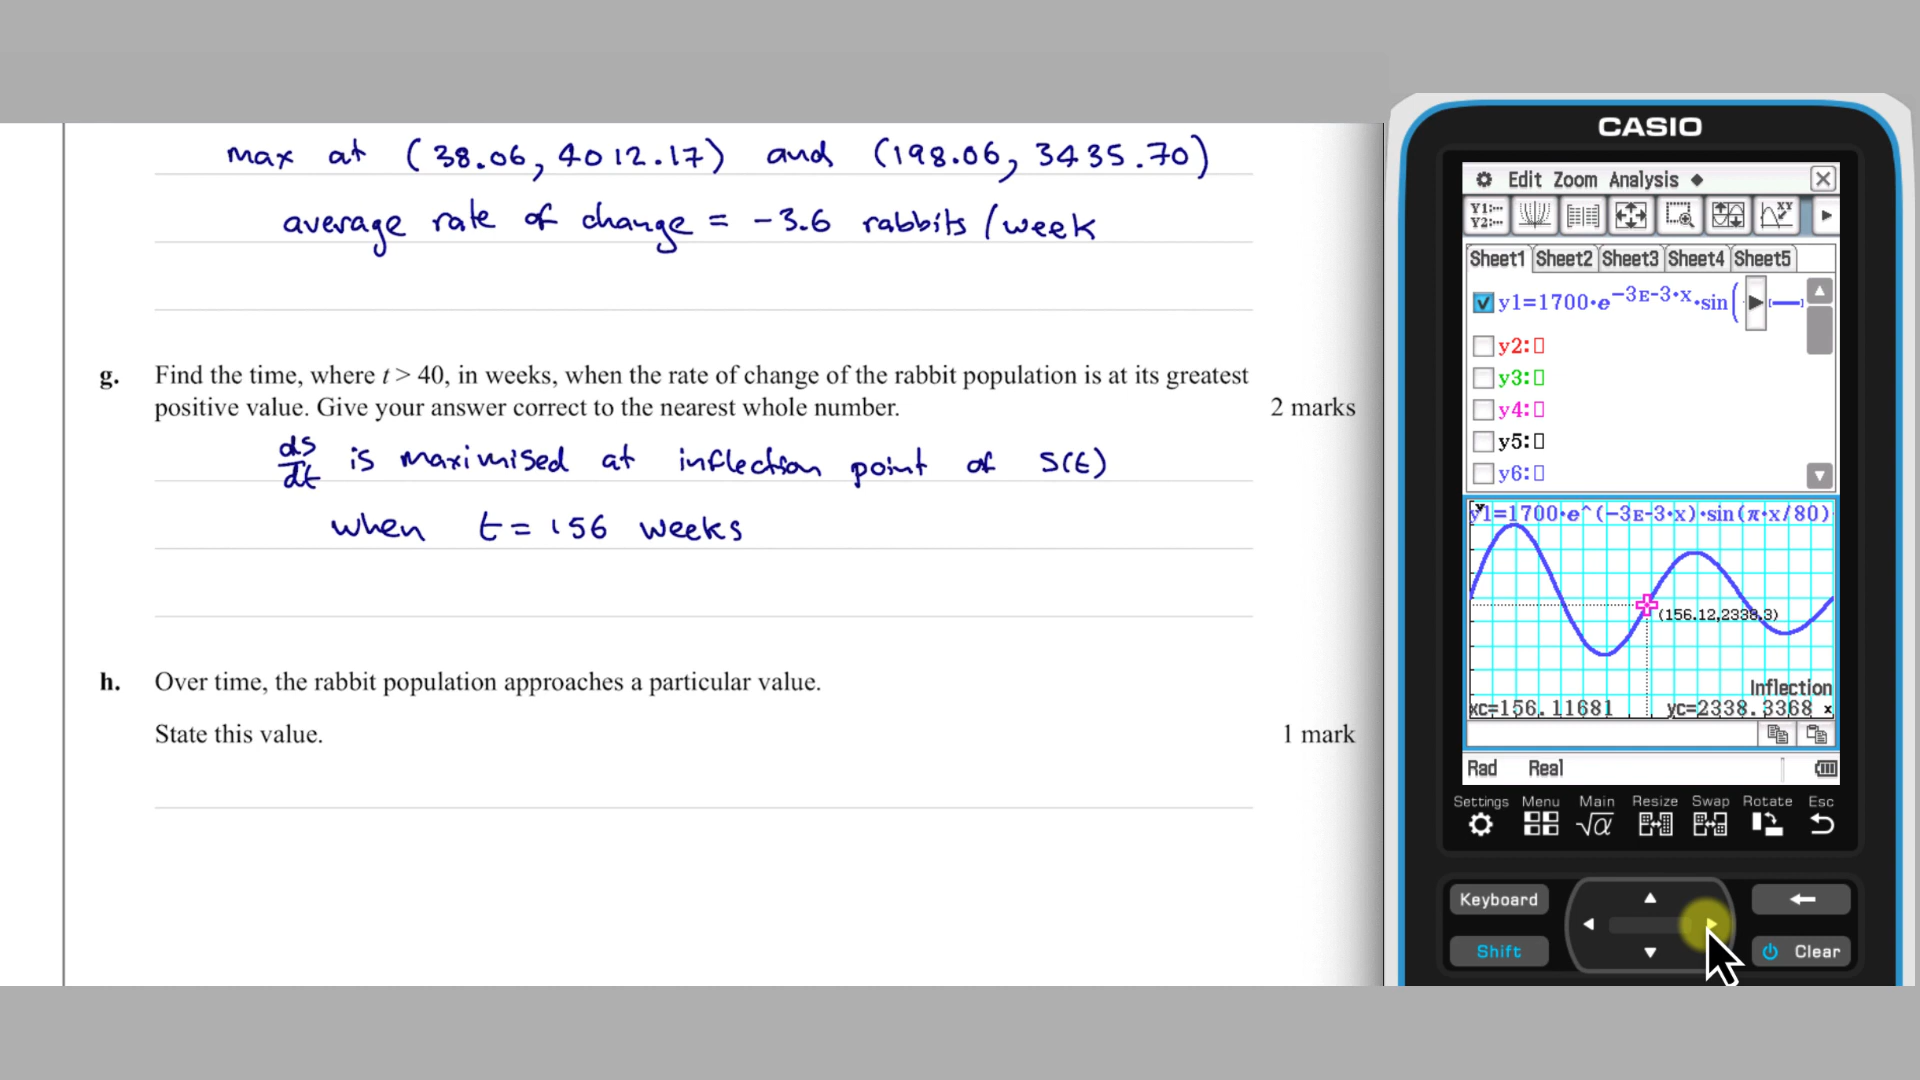 max at (38.06, 4012.17) and (198.06, 3435.70)
average rate of change = -3.6 rabbits/week
g. Find the time, where t > 40, in weeks, when the rate of change of the rabbit population is at its greatest
positive value. Give your answer correct to the nearest whole number.
2 marks
ds/dt is maximised at inflection point of S(t)
when t = 156 weeks
h. Over time, the rabbit population approaches a particular value.
State this value.
1 mark
CASIO
Edit Zoom Analysis
Y1:···
Y2:···
XY
Sheet1 Sheet2 Sheet3 Sheet4 Sheet5
y1=1700·e^-3E-3·x·sin(
y2:
y3:
y4:
y5:
y6:
y1=1700·e^(-3E-3·x)·sin(π·x/80)
(156.12,2338.3)
Inflection
xc=156.11681 yc=2338.3368
Rad Real
Settings Menu Main Resize Swap Rotate Esc
√α
Keyboard
Shift
Clear